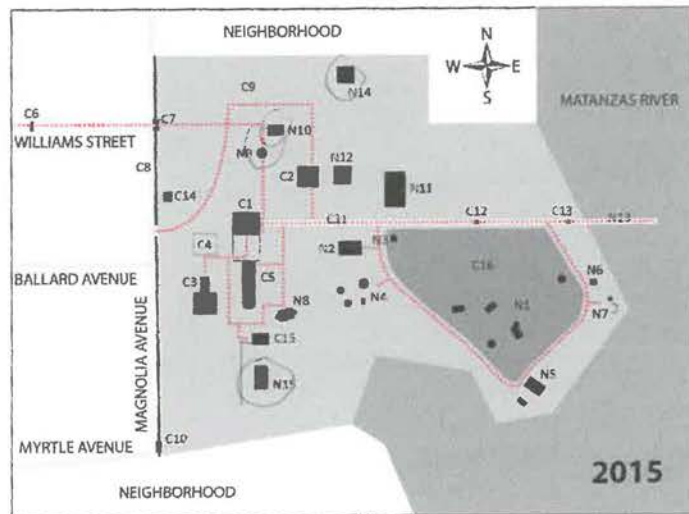 NEIGHBORHOOD
N
W E
S
C9
N14
MATANZAS RIVER
C6
C7
N10
WILLIAMS STREET
N9
C8
N12
C2
N11
C14
C1
C11
C12
C13
N13
C4
N2
N3
C16
BALLARD AVENUE
C5
C3
N6
N4
N1
N8
N7
MAGNOLIA AVENUE
C15
N5
N15
MYRTLE AVENUE
C10
2015
NEIGHBORHOOD